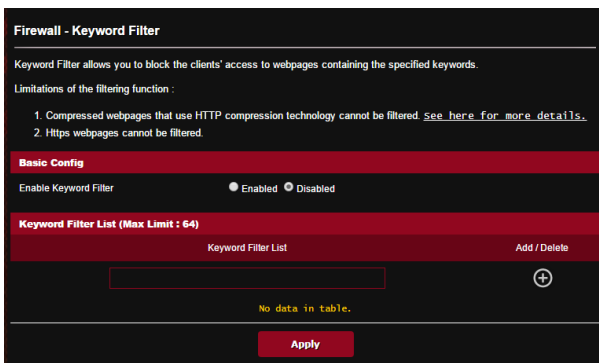 Firewall - Keyword Filter
Keyword Filter allows you to block the clients' access to webpages containing the specified keywords.
Limitations of the filtering function :
1. Compressed webpages that use HTTP compression technology cannot be filtered. See here for more details.
2. Https webpages cannot be filtered.
Basic Config
Enable Keyword Filter Enabled Disabled
Keyword Filter List (Max Limit : 64)
Keyword Filter List Add / Delete
No data in table.
Apply